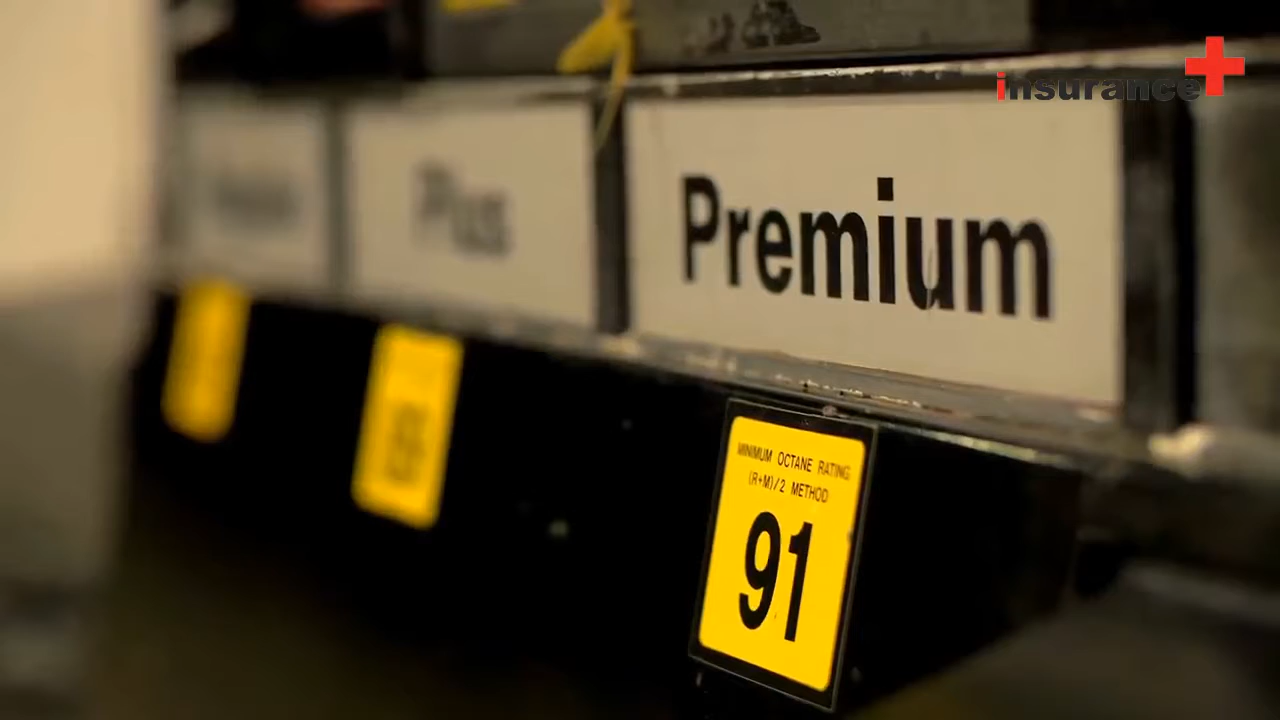 insurance
Plus
Premium
MINIMUM OCTANE RATING
(R+M)/2 METHOD
91